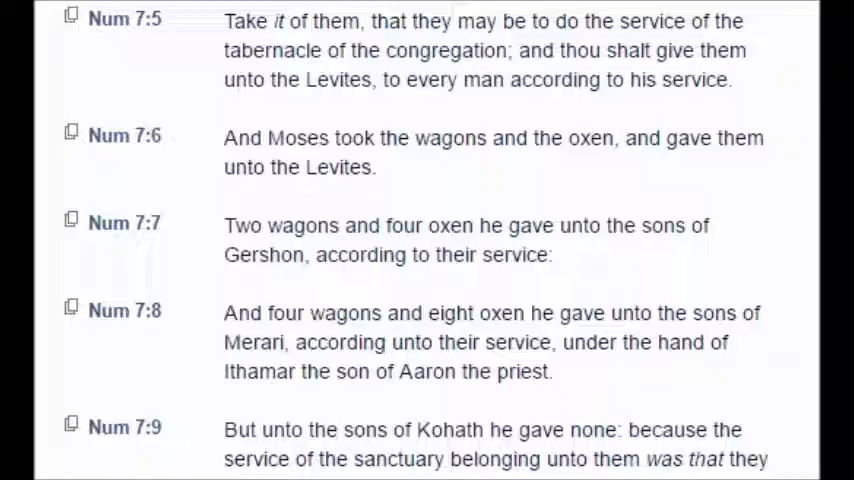 Num 7:5 Take it of them, that they may be to do the service of the
tabernacle of the congregation; and thou shalt give them
unto the Levites, to every man according to his service.
Num 7:6 And Moses took the wagons and the oxen, and gave them
unto the Levites.
Num 7:7 Two wagons and four oxen he gave unto the sons of
Gershon, according to their service:
Num 7:8 And four wagons and eight oxen he gave unto the sons of
Merari, according unto their service, under the hand of
Ithamar the son of Aaron the priest.
Num 7:9 But unto the sons of Kohath he gave none: because the
service of the sanctuary belonging unto them was that they